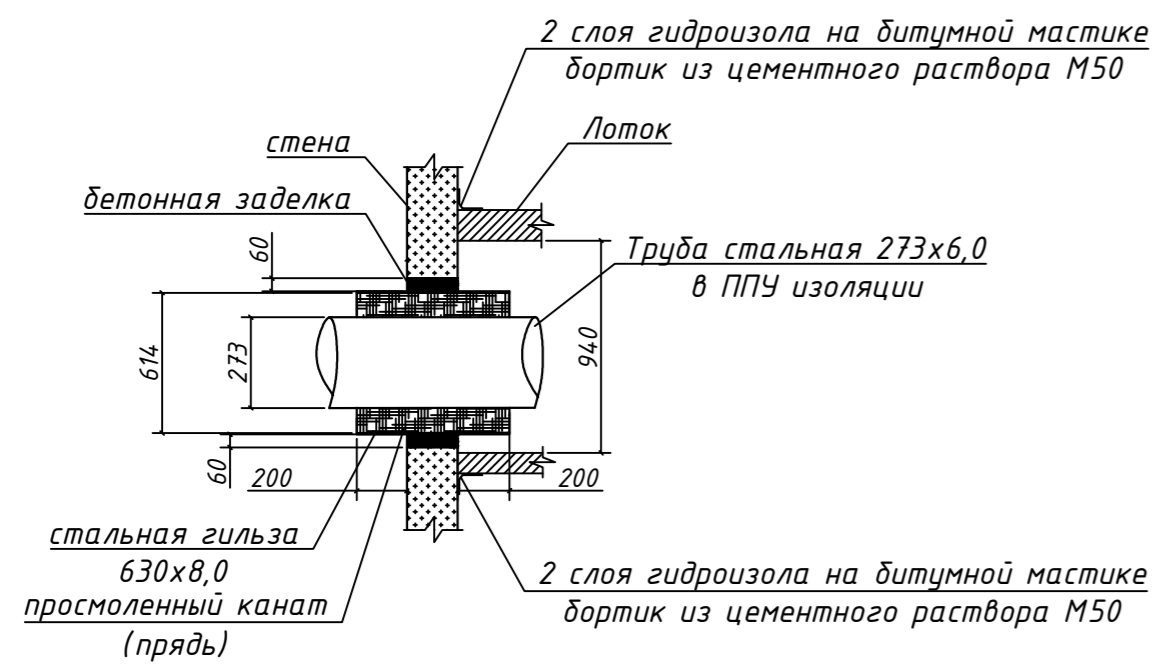 2 слоя гидроизола на битумной мастике
бортик из цементного раствора М50
Лоток
стена
бетонная заделка
60
Труба стальная 273х6,0
в ППУ изоляции
614
273
940
60
200
200
стальная гильза
630х8,0
просмоленный канат
(прядь)
2 слоя гидроизола на битумной мастике
бортик из цементного раствора М50